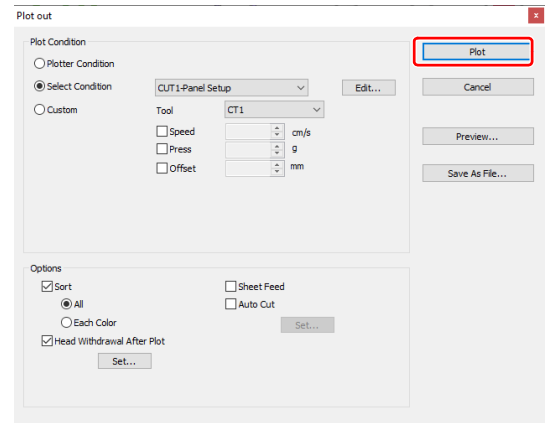 Plot out
x
Plot Condition
Plot
Plotter Condition
Select Condition CUT1-Panel Setup Edit... Cancel
Custom Tool CT1
Speed cm/s Preview...
Press g
Offset mm Save As File...
Options
Sort Sheet Feed
All Auto Cut
Each Color Set...
Head Withdrawal After Plot
Set...